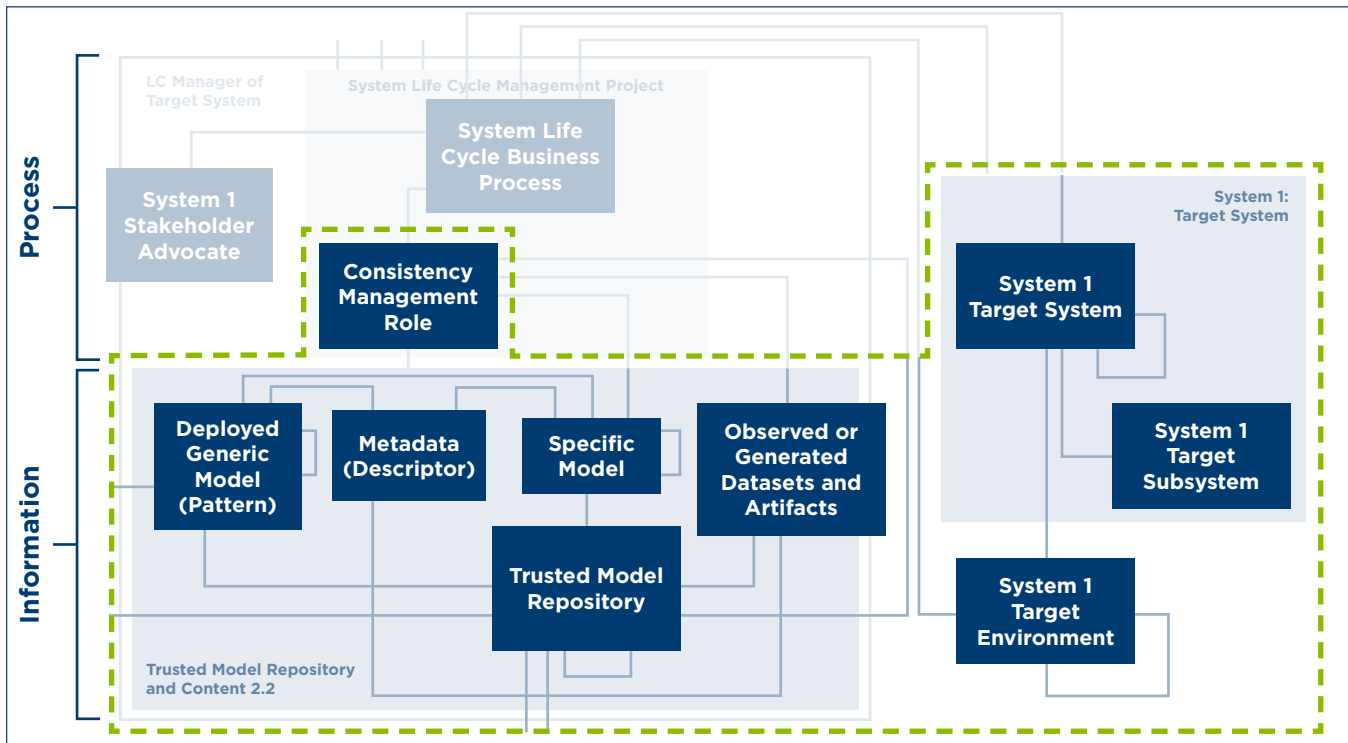 LC Manager of
Target System
System Life Cycle Management Project
System Life
Cycle Business
Process
Process
System 1
Stakeholder
Advocate
System 1:
Target System
Consistency
Management
Role
System 1
Target System
Information
Deployed
Generic
Model
(Pattern)
Metadata
(Descriptor)
Specific
Model
Observed or
Generated
Datasets and
Artifacts
System 1
Target
Subsystem
Trusted Model
Repository
System 1
Target
Environment
Trusted Model Repository
and Content 2.2